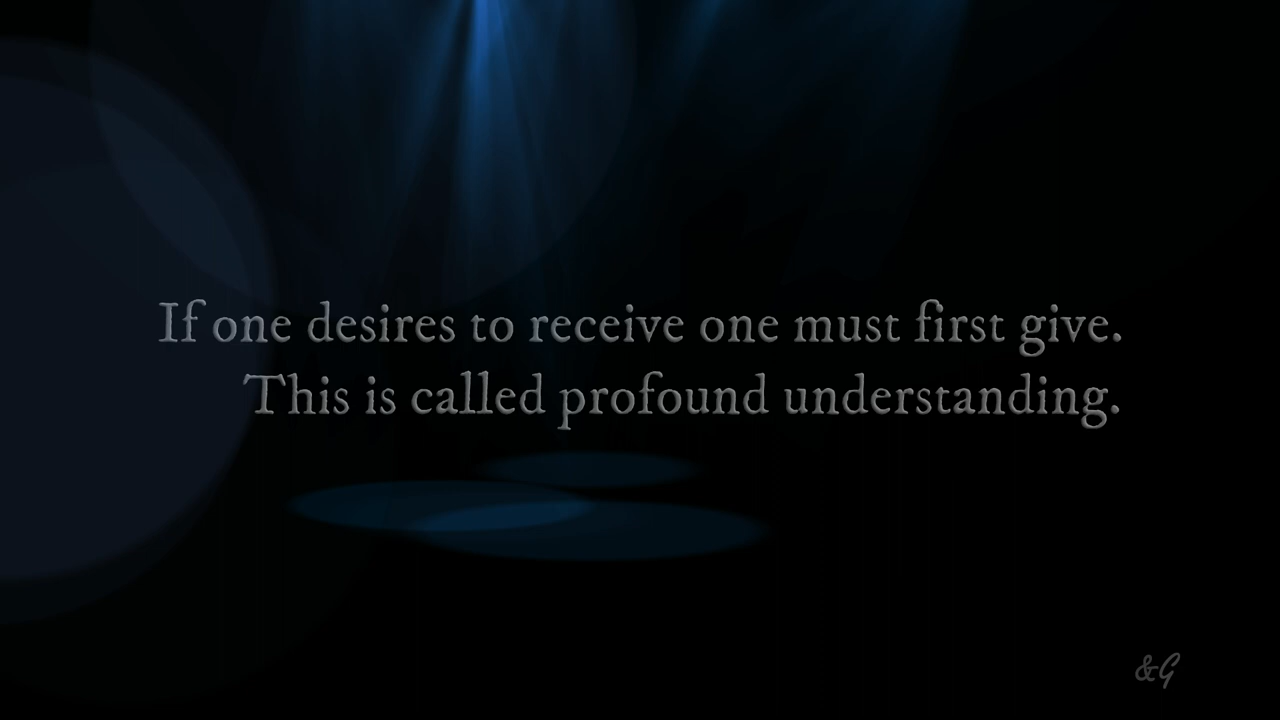 If one desires to receive one must first give.
This is called profound understanding.
&G